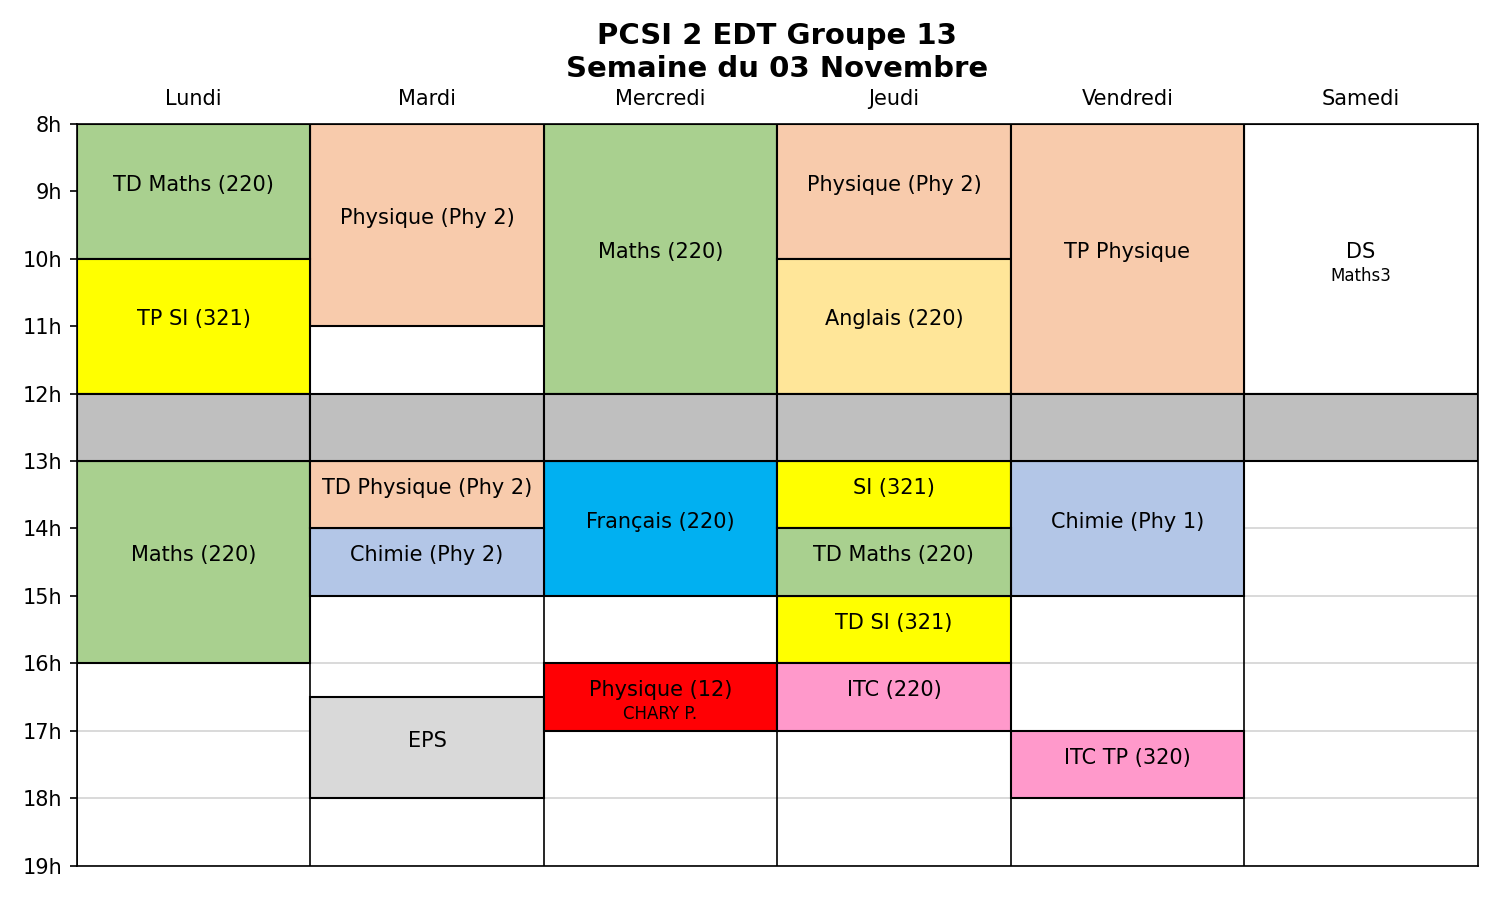 PCSI 2 EDT Groupe 13
Semaine du 03 Novembre
Lundi Mardi Mercredi Jeudi Vendredi Samedi
8h
TD Maths (220) Physique (Phy 2)
9h
Physique (Phy 2)
10h
Maths (220) TP Physique DS
Maths3
TP SI (321) Anglais (220)
11h
12h
13h
TD Physique (Phy 2) SI (321)
14h
Français (220) Chimie (Phy 1)
Maths (220) Chimie (Phy 2) TD Maths (220)
15h
TD SI (321)
16h
Physique (12) ITC (220)
CHARY P.
17h
EPS
ITC TP (320)
18h
19h